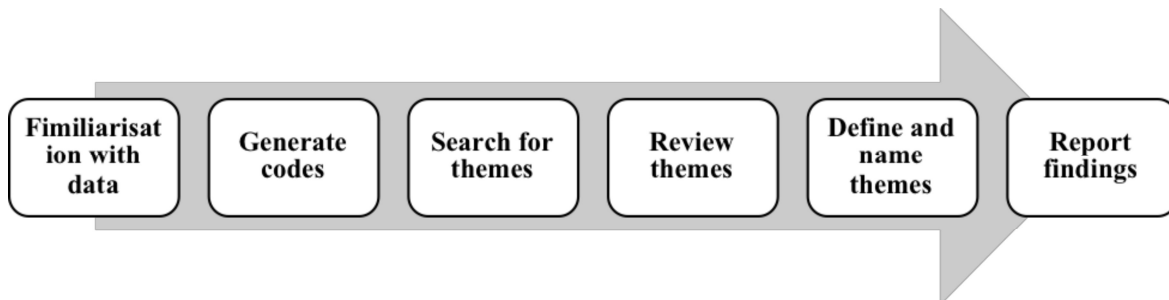 Fimiliarisat
ion with
data
Generate
codes
Search for
themes
Review
themes
Define and
name
themes
Report
findings